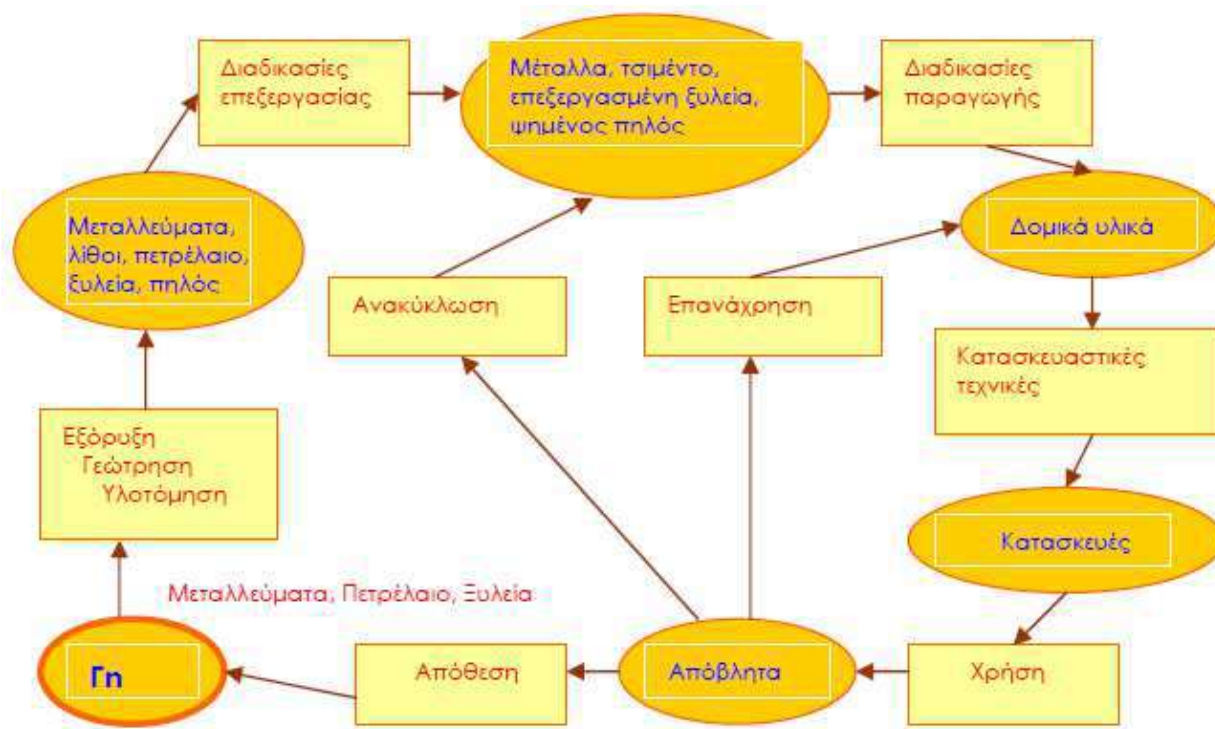 Διαδικασίες
επεξεργασίας
Μέταλλα, τσιμέντο,
επεξεργασμένη ξυλεία,
ψημένος πηλός
Διαδικασίες
παραγωγής
Μεταλλεύματα,
λίθοι, πετρέλαιο,
ξυλεία, πηλός
Δομικά υλικά
Ανακύκλωση
Επανάχρηση
Κατασκευαστικές
τεχνικές
Εξόρυξη
Γεώτρηση
Υλοτόμηση
Κατασκευές
Μεταλλεύματα, Πετρέλαιο, Ξυλεία
Γη
Απόθεση
Απόβλητα
Χρήση